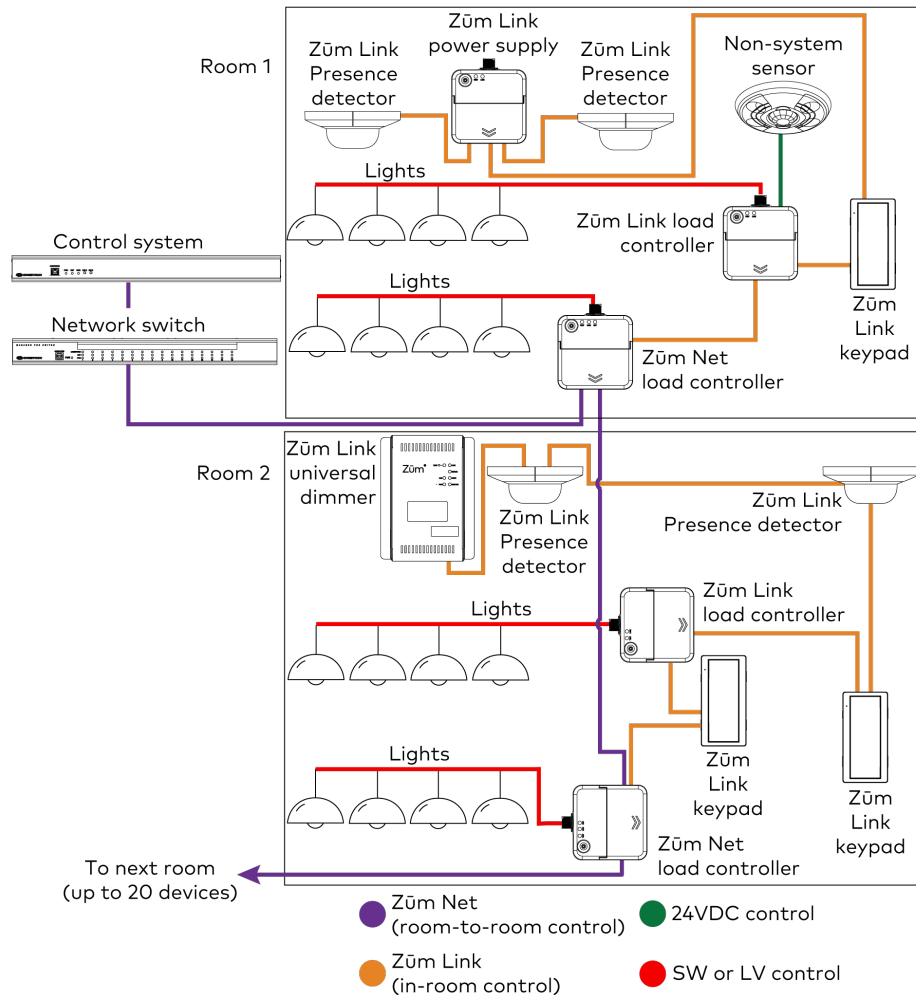 Room 1
Zūm Link
Presence
detector
Zūm Link
power supply
Zūm Link
Presence
detector
Non-system
sensor
Lights
Zūm Link load
controller
Zūm
Link
keypad
Control system
Network switch
Lights
Zūm Net
load controller
Room 2
Zūm Link
universal
dimmer
Zūm
Zūm Link
Presence
detector
Zūm Link
Presence detector
Zūm Link
load controller
Lights
Zūm
Link
keypad
Zūm
Link
keypad
Lights
Zūm Net
load controller
To next room
(up to 20 devices)
Zūm Net
(room-to-room control)
24VDC control
Zūm Link
(in-room control)
SW or LV control